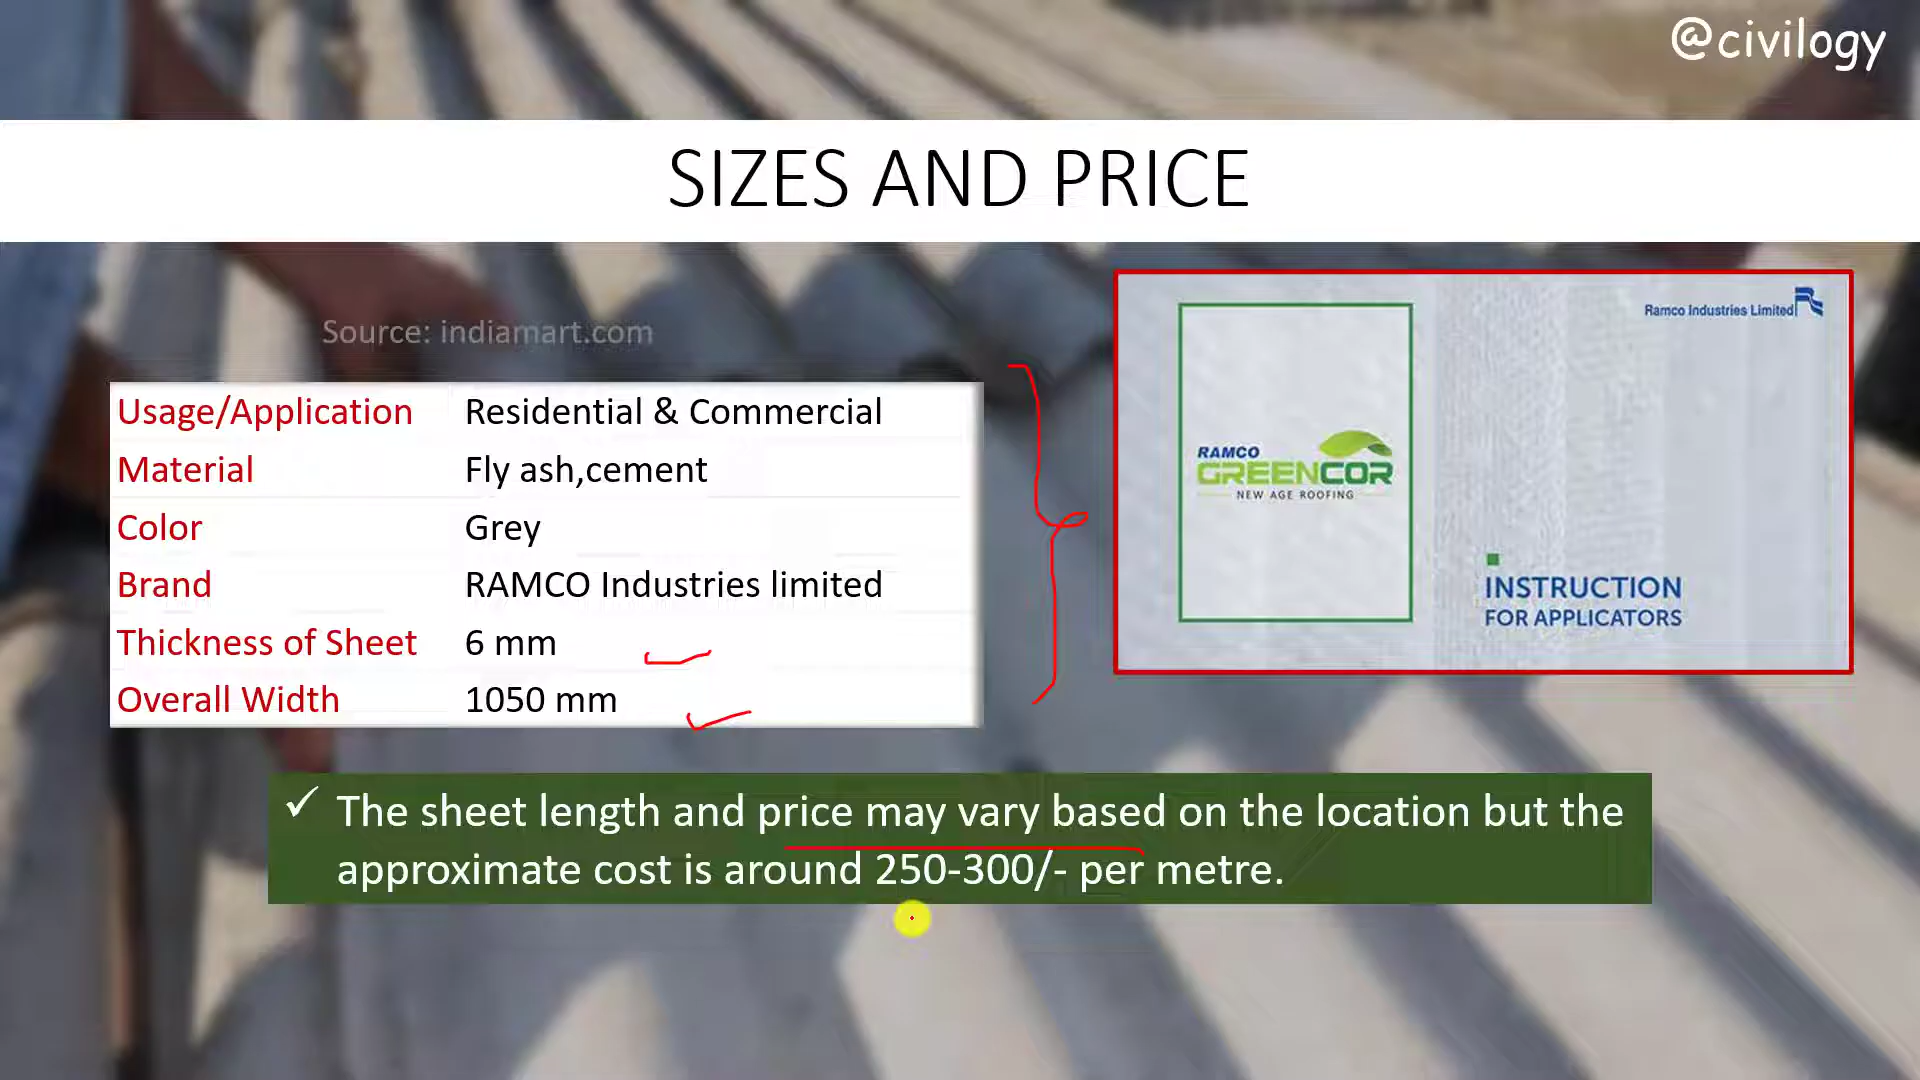 @civilogy
SIZES AND PRICE
Source: indiamart.com
Usage/Application Residential & Commercial
Material Fly ash,cement
Color Grey
Brand RAMCO Industries limited
Thickness of Sheet 6 mm
Overall Width 1050 mm
Ramco Industries Limited
RAMCO
GREENCOR
NEW AGE ROOFING
INSTRUCTION
FOR APPLICATORS
✓ The sheet length and price may vary based on the location but the
approximate cost is around 250-300/- per metre.